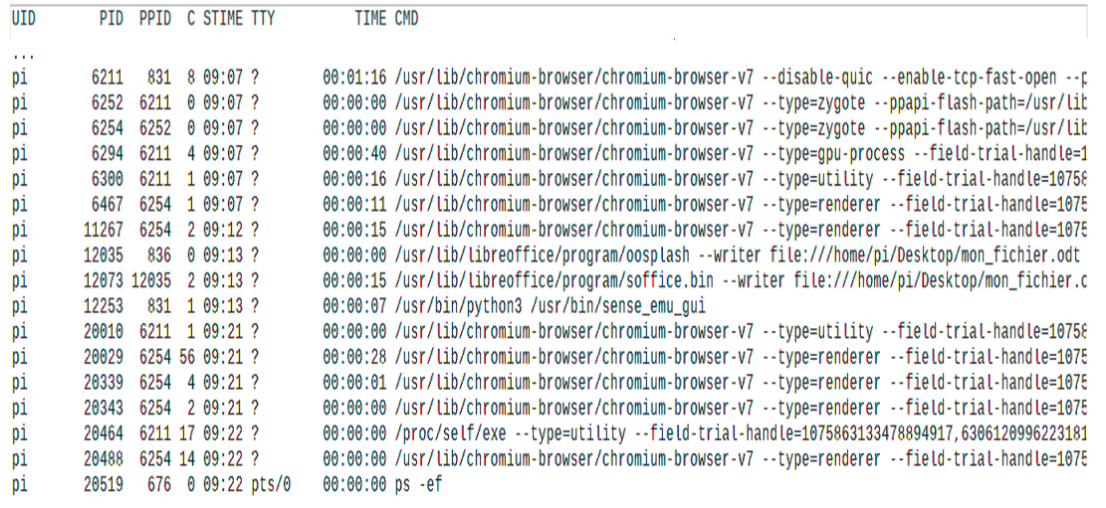 UID PID PPID C STIME TTY TIME CMD
...
pi 6211 831 8 09:07 ? 00:01:16 /usr/lib/chromium-browser/chromium-browser-v7 --disable-quic --enable-tcp-fast-open --p
pi 6252 6211 0 09:07 ? 00:00:00 /usr/lib/chromium-browser/chromium-browser-v7 --type=zygote --ppapi-flash-path=/usr/lib
pi 6254 6252 0 09:07 ? 00:00:00 /usr/lib/chromium-browser/chromium-browser-v7 --type=zygote --ppapi-flash-path=/usr/lib
pi 6294 6211 4 09:07 ? 00:00:40 /usr/lib/chromium-browser/chromium-browser-v7 --type=gpu-process --field-trial-handle=1
pi 6300 6211 1 09:07 ? 00:00:16 /usr/lib/chromium-browser/chromium-browser-v7 --type=utility --field-trial-handle=10758
pi 6467 6254 1 09:07 ? 00:00:11 /usr/lib/chromium-browser/chromium-browser-v7 --type=renderer --field-trial-handle=1075
pi 11267 6254 2 09:12 ? 00:00:15 /usr/lib/chromium-browser/chromium-browser-v7 --type=renderer --field-trial-handle=1075
pi 12035 836 0 09:13 ? 00:00:00 /usr/lib/libreoffice/program/oosplash --writer file:///home/pi/Desktop/mon_fichier.odt
pi 12073 12035 2 09:13 ? 00:00:15 /usr/lib/libreoffice/program/soffice.bin --writer file:///home/pi/Desktop/mon_fichier.o
pi 12253 831 1 09:13 ? 00:00:07 /usr/bin/python3 /usr/bin/sense_emu_gui
pi 20010 6211 1 09:21 ? 00:00:00 /usr/lib/chromium-browser/chromium-browser-v7 --type=utility --field-trial-handle=10758
pi 20029 6254 56 09:21 ? 00:00:28 /usr/lib/chromium-browser/chromium-browser-v7 --type=renderer --field-trial-handle=1075
pi 20339 6254 4 09:21 ? 00:00:01 /usr/lib/chromium-browser/chromium-browser-v7 --type=renderer --field-trial-handle=1075
pi 20343 6254 2 09:21 ? 00:00:00 /usr/lib/chromium-browser/chromium-browser-v7 --type=renderer --field-trial-handle=1075
pi 20464 6211 17 09:22 ? 00:00:00 /proc/self/exe --type=utility --field-trial-handle=1075863133478894917,6306120996223181
pi 20488 6254 14 09:22 ? 00:00:00 /usr/lib/chromium-browser/chromium-browser-v7 --type=renderer --field-trial-handle=1075
pi 20519 676 0 09:22 pts/0 00:00:00 ps -ef